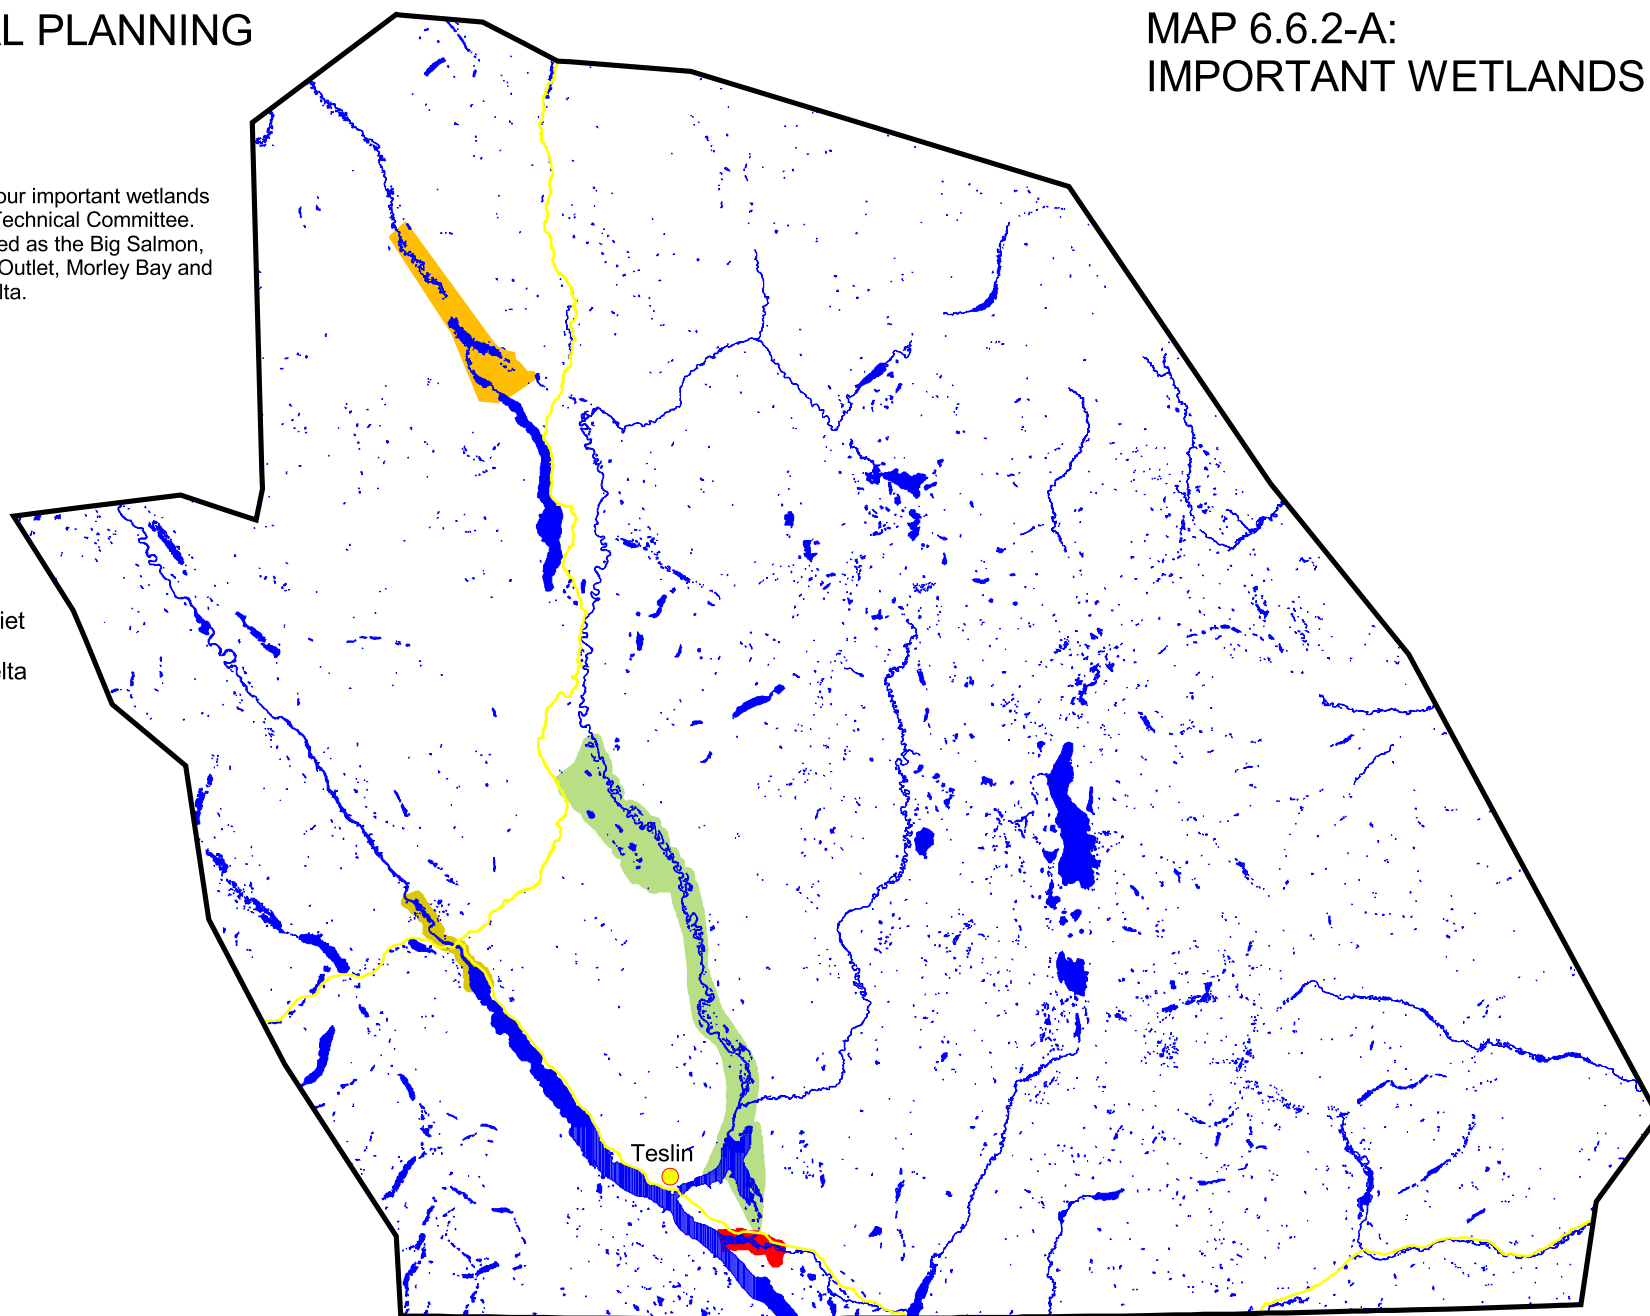 L PLANNING
MAP 6.6.2-A:
IMPORTANT WETLANDS
our important wetlands
Technical Committee.
ed as the Big Salmon,
Outlet, Morley Bay and
lta.
iet
elta
Teslin